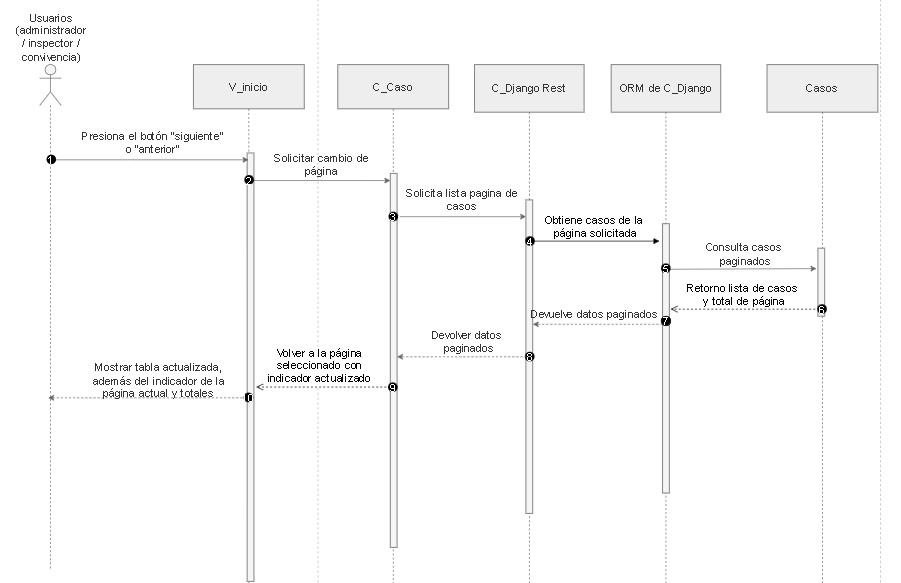 Usuarios
(administrador
/ inspector /
convivencia)
V_inicio
C_Caso
C_Django Rest
ORM de C_Django
Casos
Presiona el botón "siguiente"
o "anterior"
1
Solicitar cambio de
página
2
Solicita lista pagina de
casos
3
Obtiene casos de la
página solicitada
4
Consulta casos
paginados
5
Retorno lista de casos
y total de página
6
Devuelve datos paginados
7
Devolver datos
paginados
8
Volver a la página
seleccionado con
indicador actualizado
9
Mostrar tabla actualizada,
además del indicador de la
página actual y totales